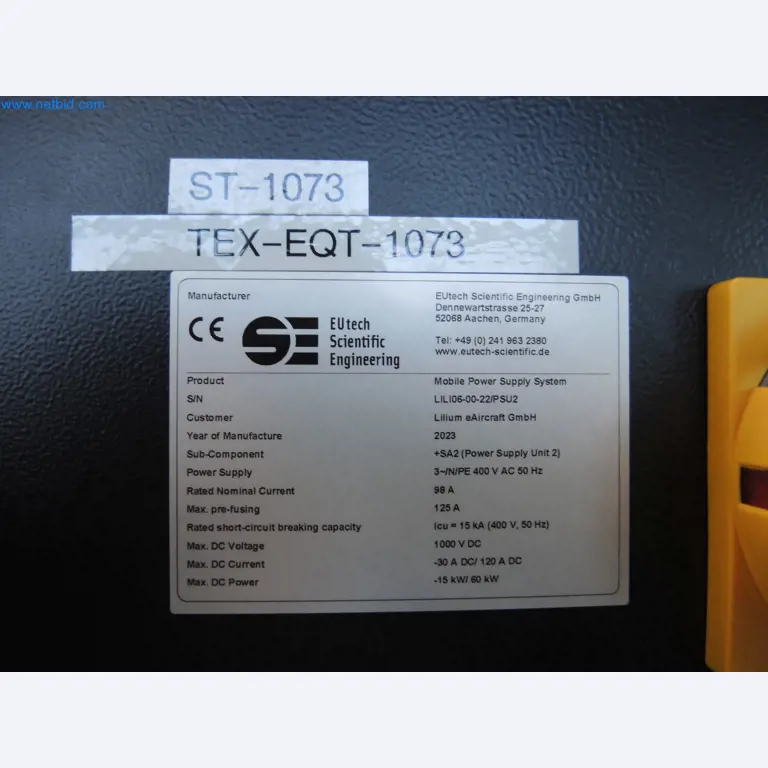 www.netbid.com
ST-1073
TEX-EQT-1073
Manufacturer
EUtech Scientific Engineering GmbH
Dennewartstrasse 25-27
52068 Aachen, Germany
Tel: +49 (0) 241 963 2380
www.eutech-scientific.de
CE
SE
EUtech
Scientific
Engineering
Product Mobile Power Supply System
S/N LILI06-00-22/PSU2
Customer Lilium eAircraft GmbH
Year of Manufacture 2023
Sub-Component +SA2 (Power Supply Unit 2)
Power Supply 3~/N/PE 400 V AC 50 Hz
Rated Nominal Current 98 A
Max. pre-fusing 125 A
Rated short-circuit breaking capacity Icu = 15 kA (400 V, 50 Hz)
Max. DC Voltage 1000 V DC
Max. DC Current -30 A DC/ 120 A DC
Max. DC Power -15 kW/ 60 kW